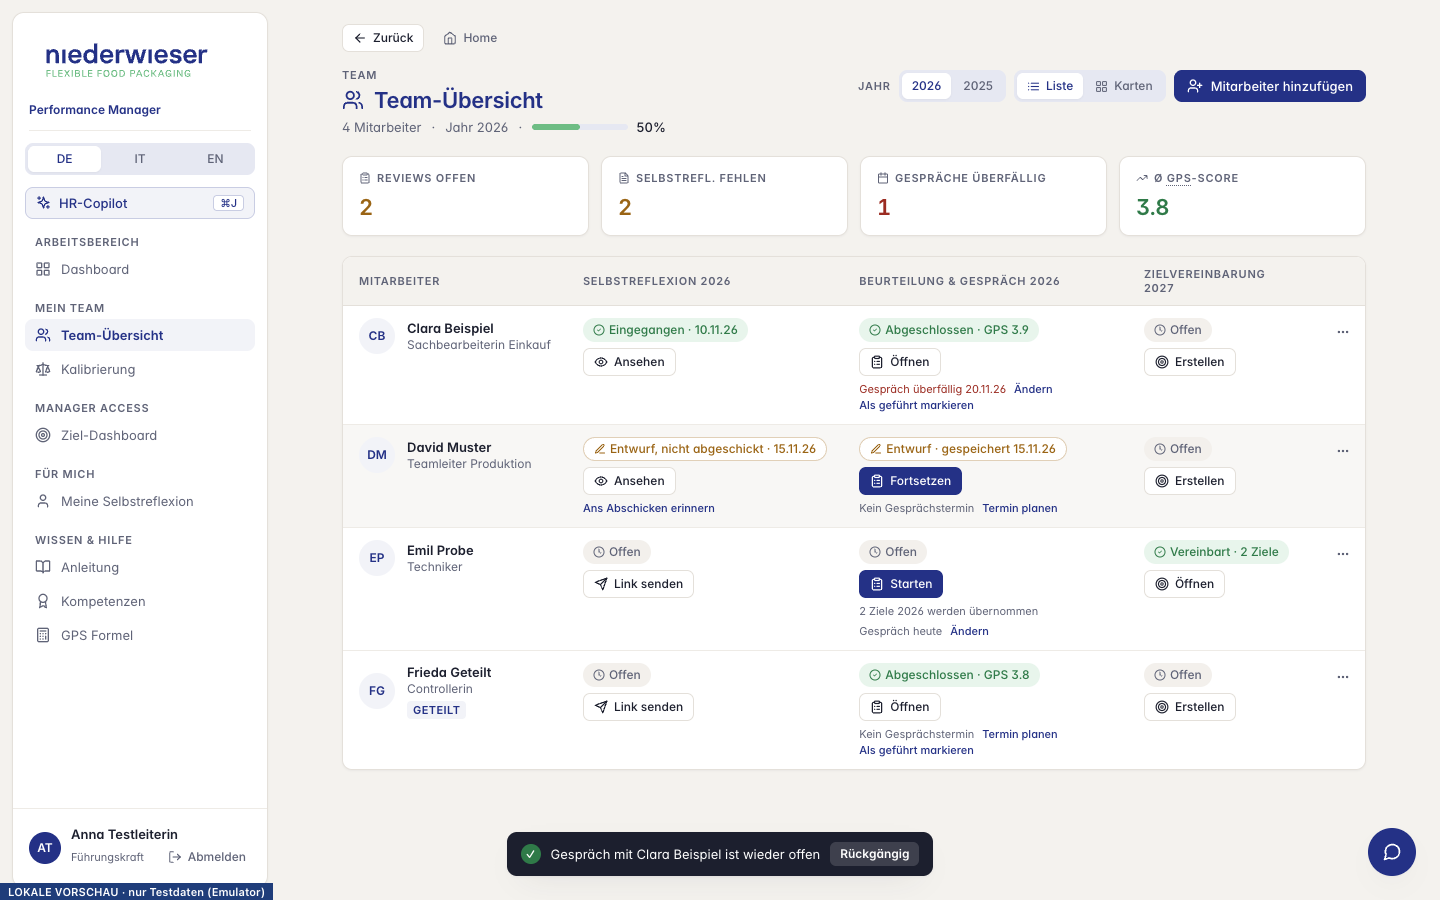 niederwieser
FLEXIBLE FOOD PACKAGING
Performance Manager
DE IT EN
HR-Copilot ⌘J
ARBEITSBEREICH
Dashboard
MEIN TEAM
Team-Übersicht
Kalibrierung
MANAGER ACCESS
Ziel-Dashboard
FÜR MICH
Meine Selbstreflexion
WISSEN & HILFE
Anleitung
Kompetenzen
GPS Formel
AT
Anna Testleiterin
Führungskraft Abmelden
LOKALE VORSCHAU · nur Testdaten (Emulator)
Zurück Home
TEAM
Team-Übersicht
4 Mitarbeiter · Jahr 2026 · 50%
JAHR 2026 2025 Liste Karten Mitarbeiter hinzufügen
REVIEWS OFFEN
2
SELBSTREFL. FEHLEN
2
GESPRÄCHE ÜBERFÄLLIG
1
Ø GPS-SCORE
3.8
MITARBEITER SELBSTREFLEXION 2026 BEURTEILUNG & GESPRÄCH 2026 ZIELVEREINBARUNG
2027
CB
Clara Beispiel
Sachbearbeiterin Einkauf
Eingegangen · 10.11.26
Ansehen
Abgeschlossen · GPS 3.9
Öffnen
Gespräch überfällig 20.11.26 Ändern
Als geführt markieren
Offen
Erstellen
DM
David Muster
Teamleiter Produktion
Entwurf, nicht abgeschickt · 15.11.26
Ansehen
Ans Abschicken erinnern
Entwurf · gespeichert 15.11.26
Fortsetzen
Kein Gesprächstermin Termin planen
Offen
Erstellen
EP
Emil Probe
Techniker
Offen
Link senden
Offen
Starten
2 Ziele 2026 werden übernommen
Gespräch heute Ändern
Vereinbart · 2 Ziele
Öffnen
FG
Frieda Geteilt
Controllerin
GETEILT
Offen
Link senden
Abgeschlossen · GPS 3.8
Öffnen
Kein Gesprächstermin Termin planen
Als geführt markieren
Offen
Erstellen
Gespräch mit Clara Beispiel ist wieder offen Rückgängig